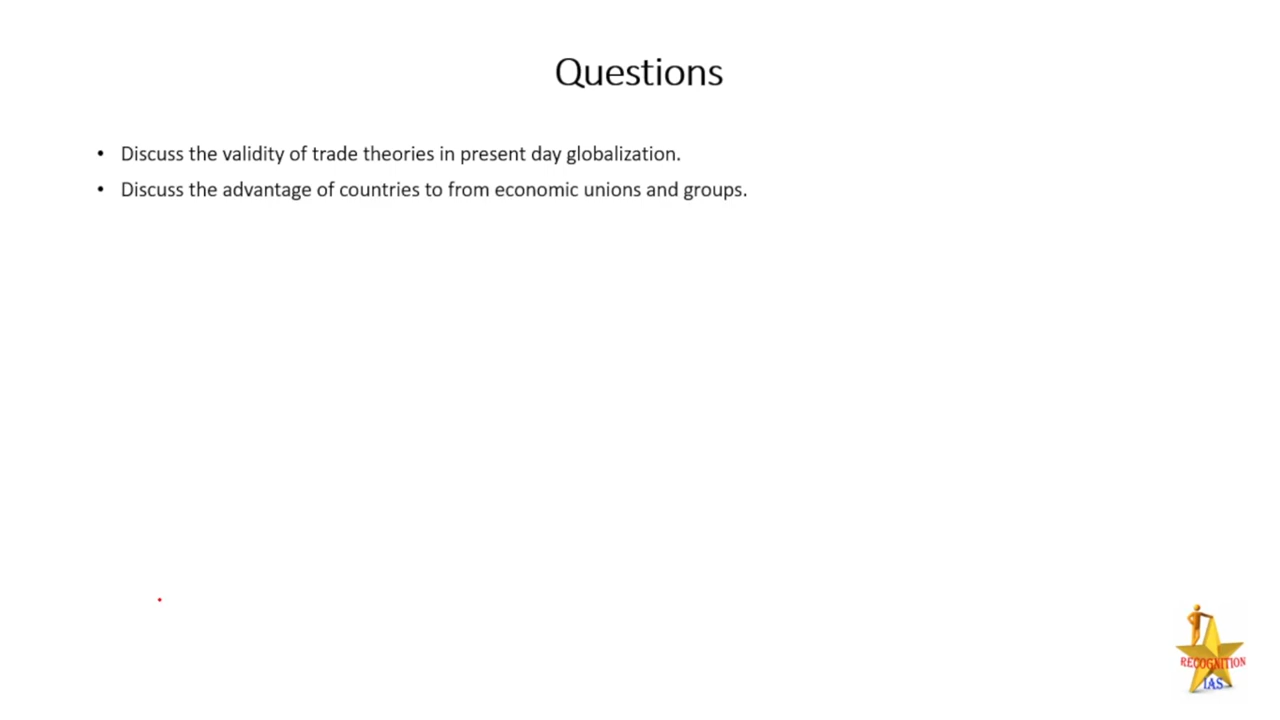 Questions
• Discuss the validity of trade theories in present day globalization.
• Discuss the advantage of countries to from economic unions and groups.
RECOGNITION
IAS